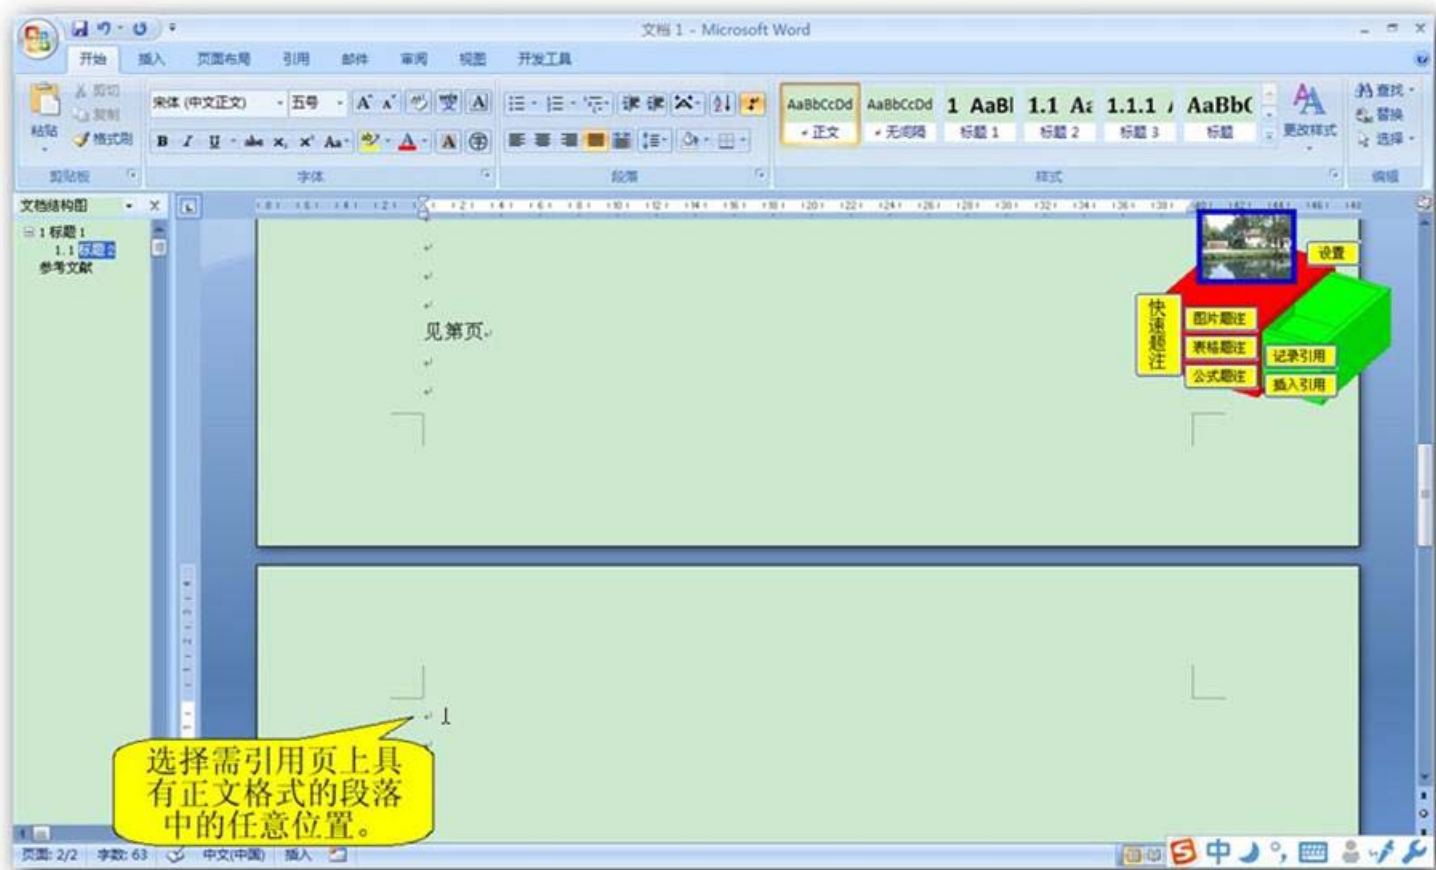 文档 1 - Microsoft Word
开始 插入 页面布局 引用 邮件 审阅 视图 开发工具
剪切
复制
粘贴 格式刷
宋体 (中文正文) 五号
AaBbCcDd AaBbCcDd 1 AaBl 1.1 Aa 1.1.1 AaBb(
正文 无间隔 标题 1 标题 2 标题 3 标题
更改样式
查找
替换
选择
剪贴板 字体 段落 样式 编辑
文档结构图
1 标题 1
1.1 标题 2
参考文献
见第页
设置
快速题注
图片题注
表格题注
公式题注
记录引用
插入引用
选择需引用页上具
有正文格式的段落
中的任意位置。
页面: 2/2 字数: 63 中文(中国) 插入
中